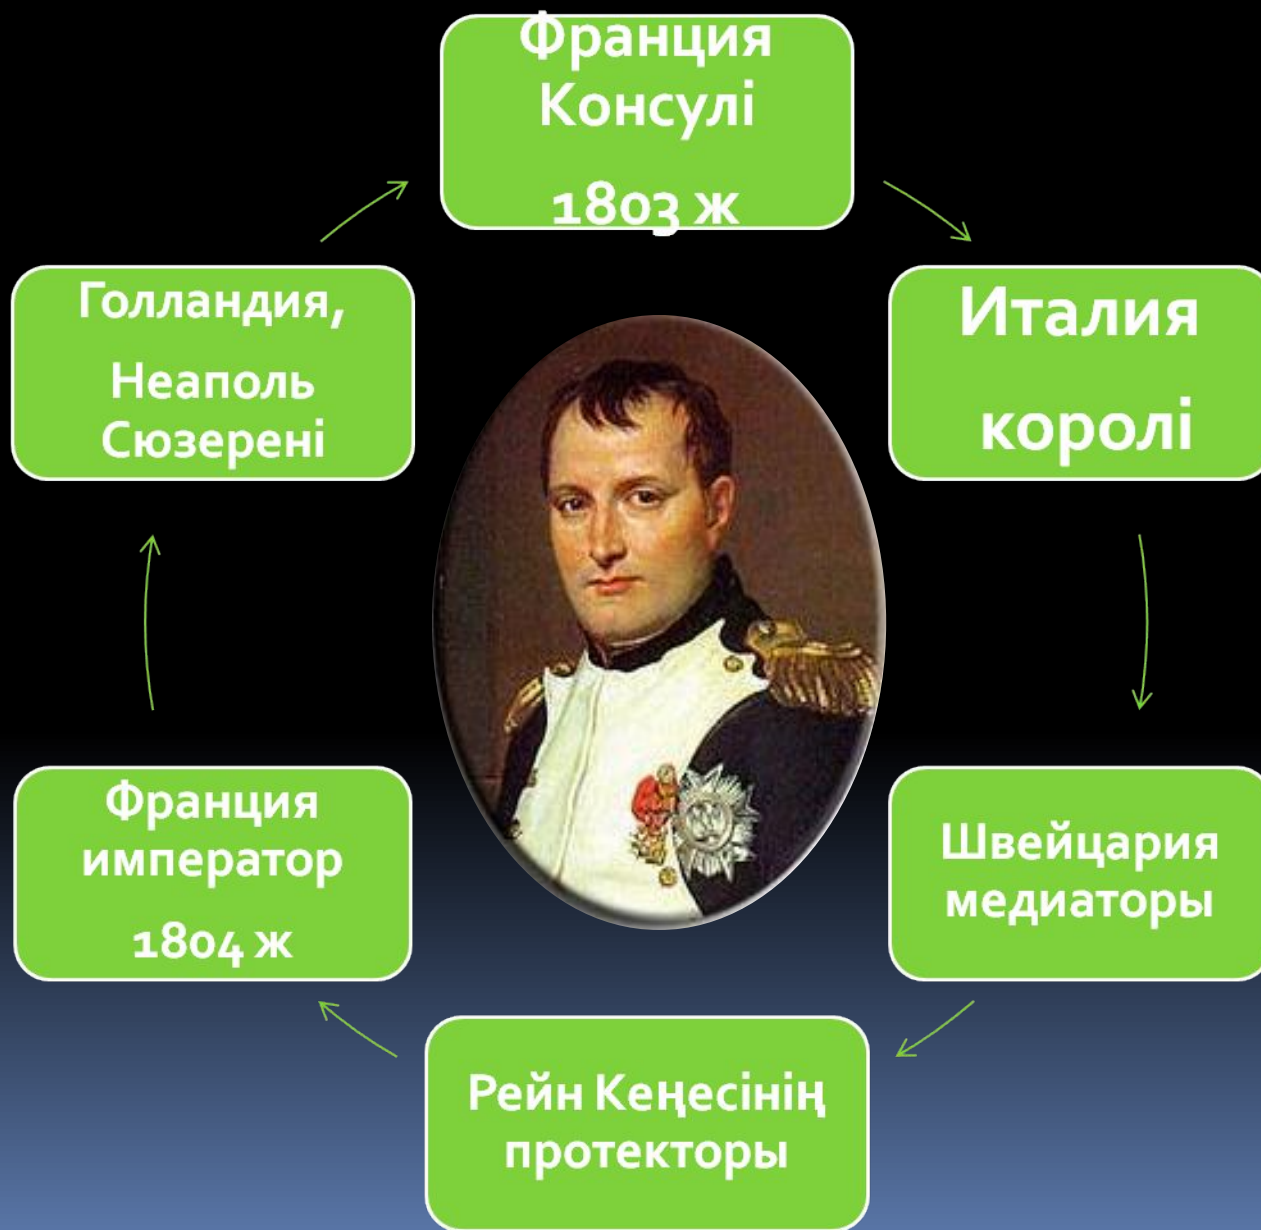 Франция
Консулі
1803 ж
Италия
королі
Швейцария
медиаторы
Рейн Кеңесінің
протекторы
Франция
император
1804 ж
Голландия,
Неаполь
Сюзерені